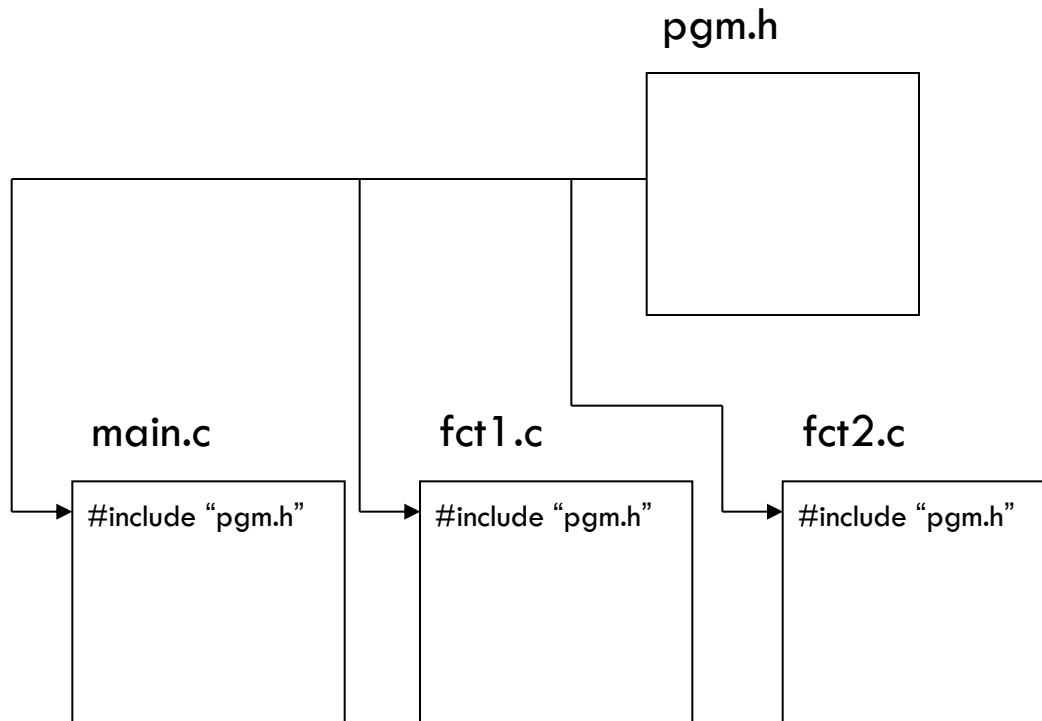 pgm.h
main.c
fct1.c
fct2.c
#include “pgm.h”
#include “pgm.h”
#include “pgm.h”